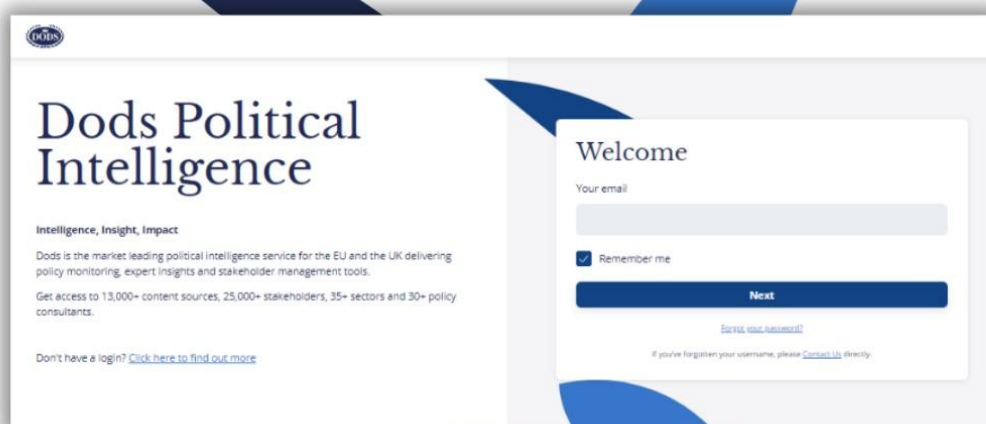 DODS
Dods Political
Intelligence
Intelligence, Insight, Impact
Dods is the market leading political intelligence service for the EU and the UK delivering
policy monitoring, expert insights and stakeholder management tools.
Get access to 13,000+ content sources, 25,000+ stakeholders, 35+ sectors and 30+ policy
consultants.
Don't have a login? Click here to find out more
Welcome
Your email
Remember me
Next
Forgot your password?
If you've forgotten your username, please Contact Us directly.